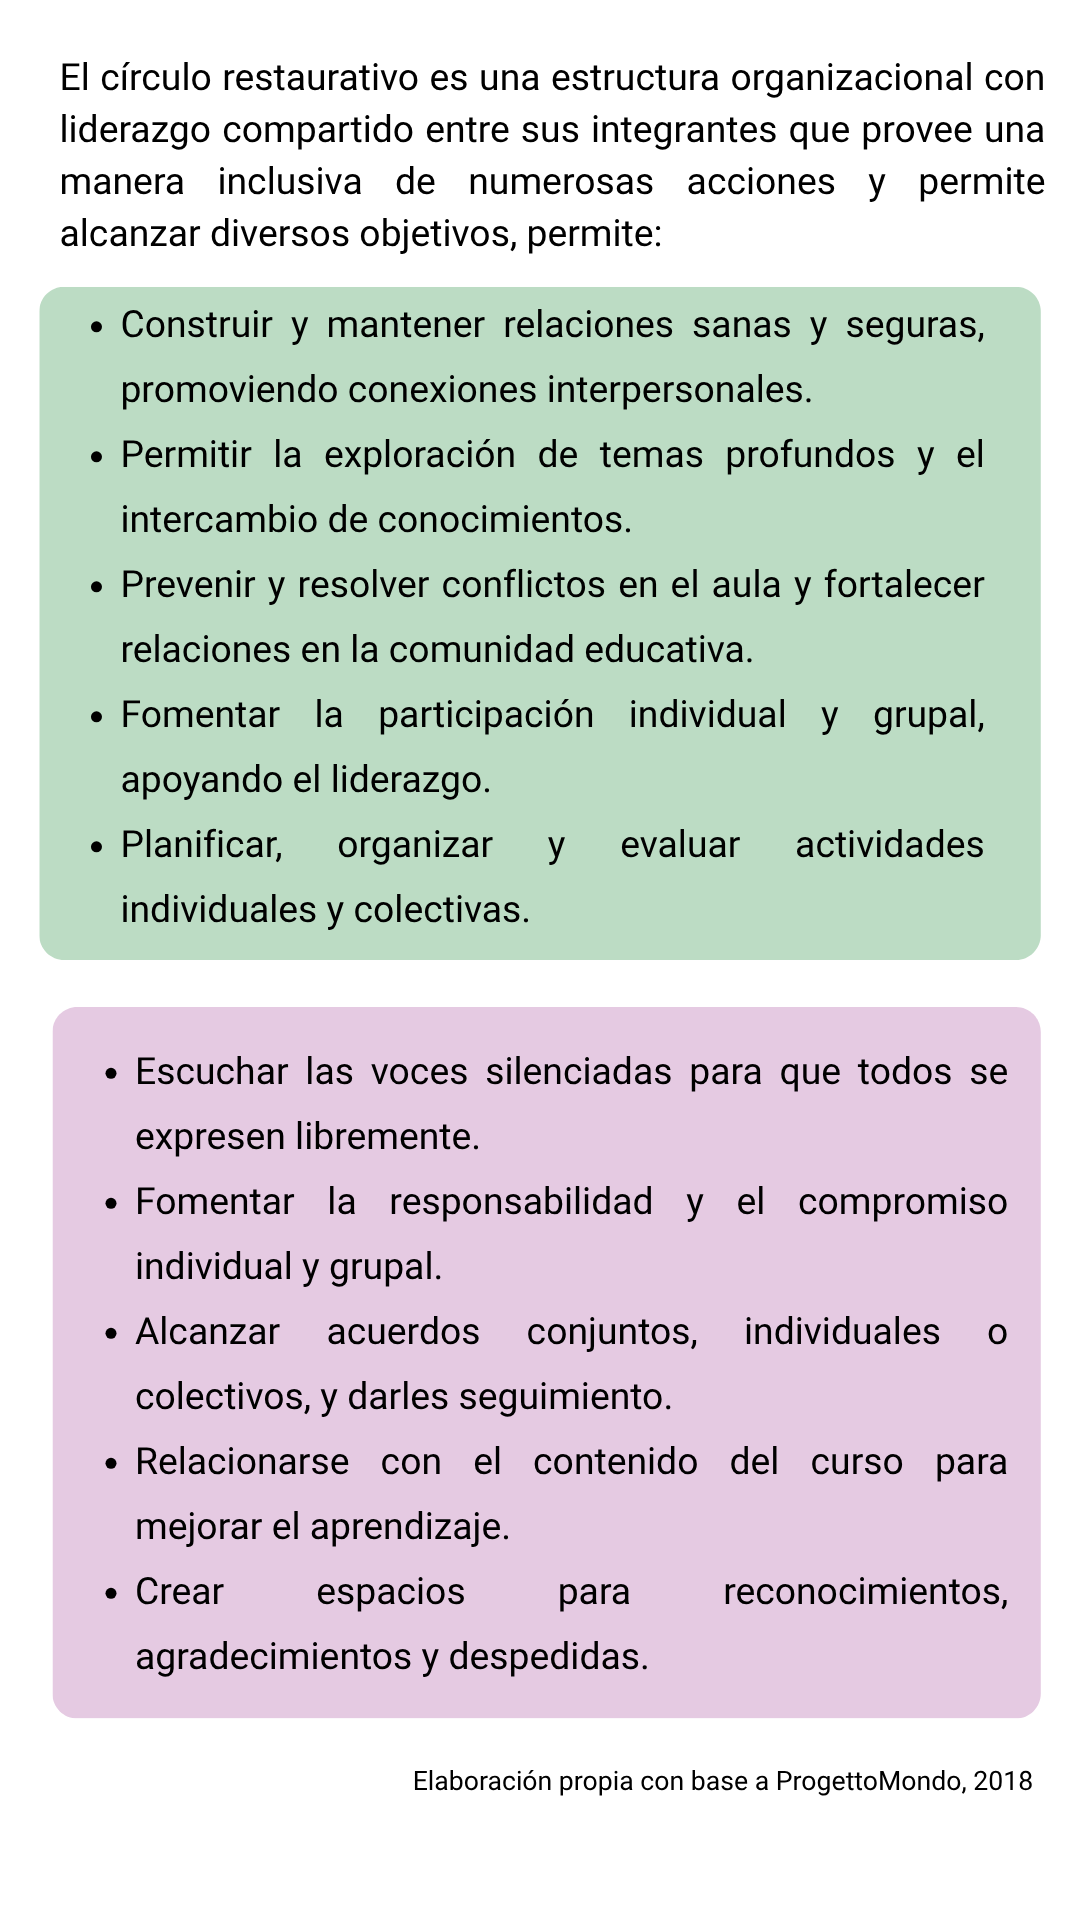 El círculo restaurativo es una estructura organizacional con
liderazgo compartido entre sus integrantes que provee una
manera inclusiva de numerosas acciones y permite
alcanzar diversos objetivos, permite:
• Construir y mantener relaciones sanas y seguras,
promoviendo conexiones interpersonales.
• Permitir la exploración de temas profundos y el
intercambio de conocimientos.
• Prevenir y resolver conflictos en el aula y fortalecer
relaciones en la comunidad educativa.
• Fomentar la participación individual y grupal,
apoyando el liderazgo.
• Planificar, organizar y evaluar actividades
individuales y colectivas.
• Escuchar las voces silenciadas para que todos se
expresen libremente.
• Fomentar la responsabilidad y el compromiso
individual y grupal.
• Alcanzar acuerdos conjuntos, individuales o
colectivos, y darles seguimiento.
• Relacionarse con el contenido del curso para
mejorar el aprendizaje.
• Crear espacios para reconocimientos,
agradecimientos y despedidas.
Elaboración propia con base a ProgettoMondo, 2018